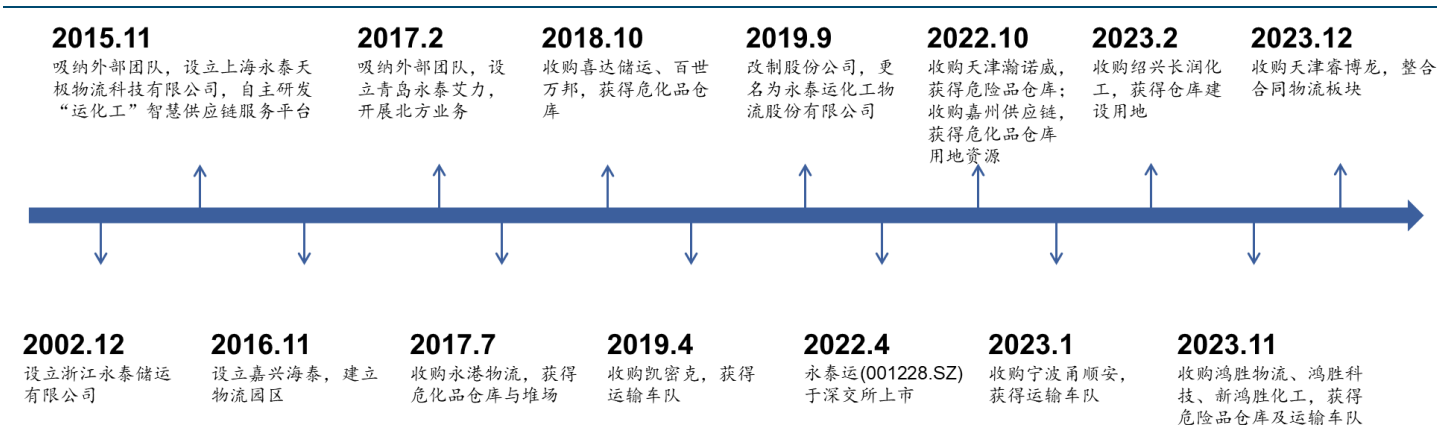 2015.11
吸纳外部团队，设立上海永泰天
极物流科技有限公司，自主研发
“运化工”智慧供应链服务平台
2017.2
吸纳外部团队，设
立青岛永泰艾力，
开展北方业务
2018.10
收购喜达储运、百世
万邦，获得危化品仓
库
2019.9
改制股份公司，更
名为永泰运化工物
流股份有限公司
2022.10
收购天津瀚诺威，
获得危险品仓库；
收购嘉州供应链，
获得危化品仓库
用地资源
2023.2
收购绍兴长润化
工，获得仓库建
设用地
2023.12
收购天津睿博龙，整合
合同物流板块
2002.12
设立浙江永泰储运
有限公司
2016.11
设立嘉兴海泰，建立
物流园区
2017.7
收购永港物流，获得
危化品仓库与堆场
2019.4
收购凯密克，获得
运输车队
2022.4
永泰运(001228.SZ)
于深交所上市
2023.1
收购宁波甬顺安，
获得运输车队
2023.11
收购鸿胜物流、鸿胜科
技、新鸿胜化工，获得
危险品仓库及运输车队